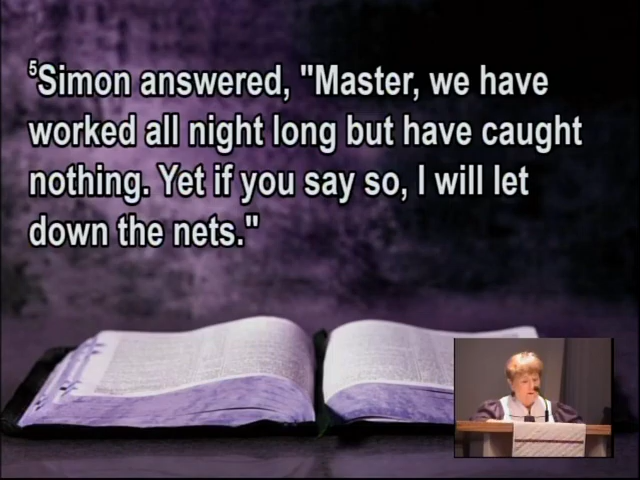 5Simon answered, "Master, we have
worked all night long but have caught
nothing. Yet if you say so, I will let
down the nets."